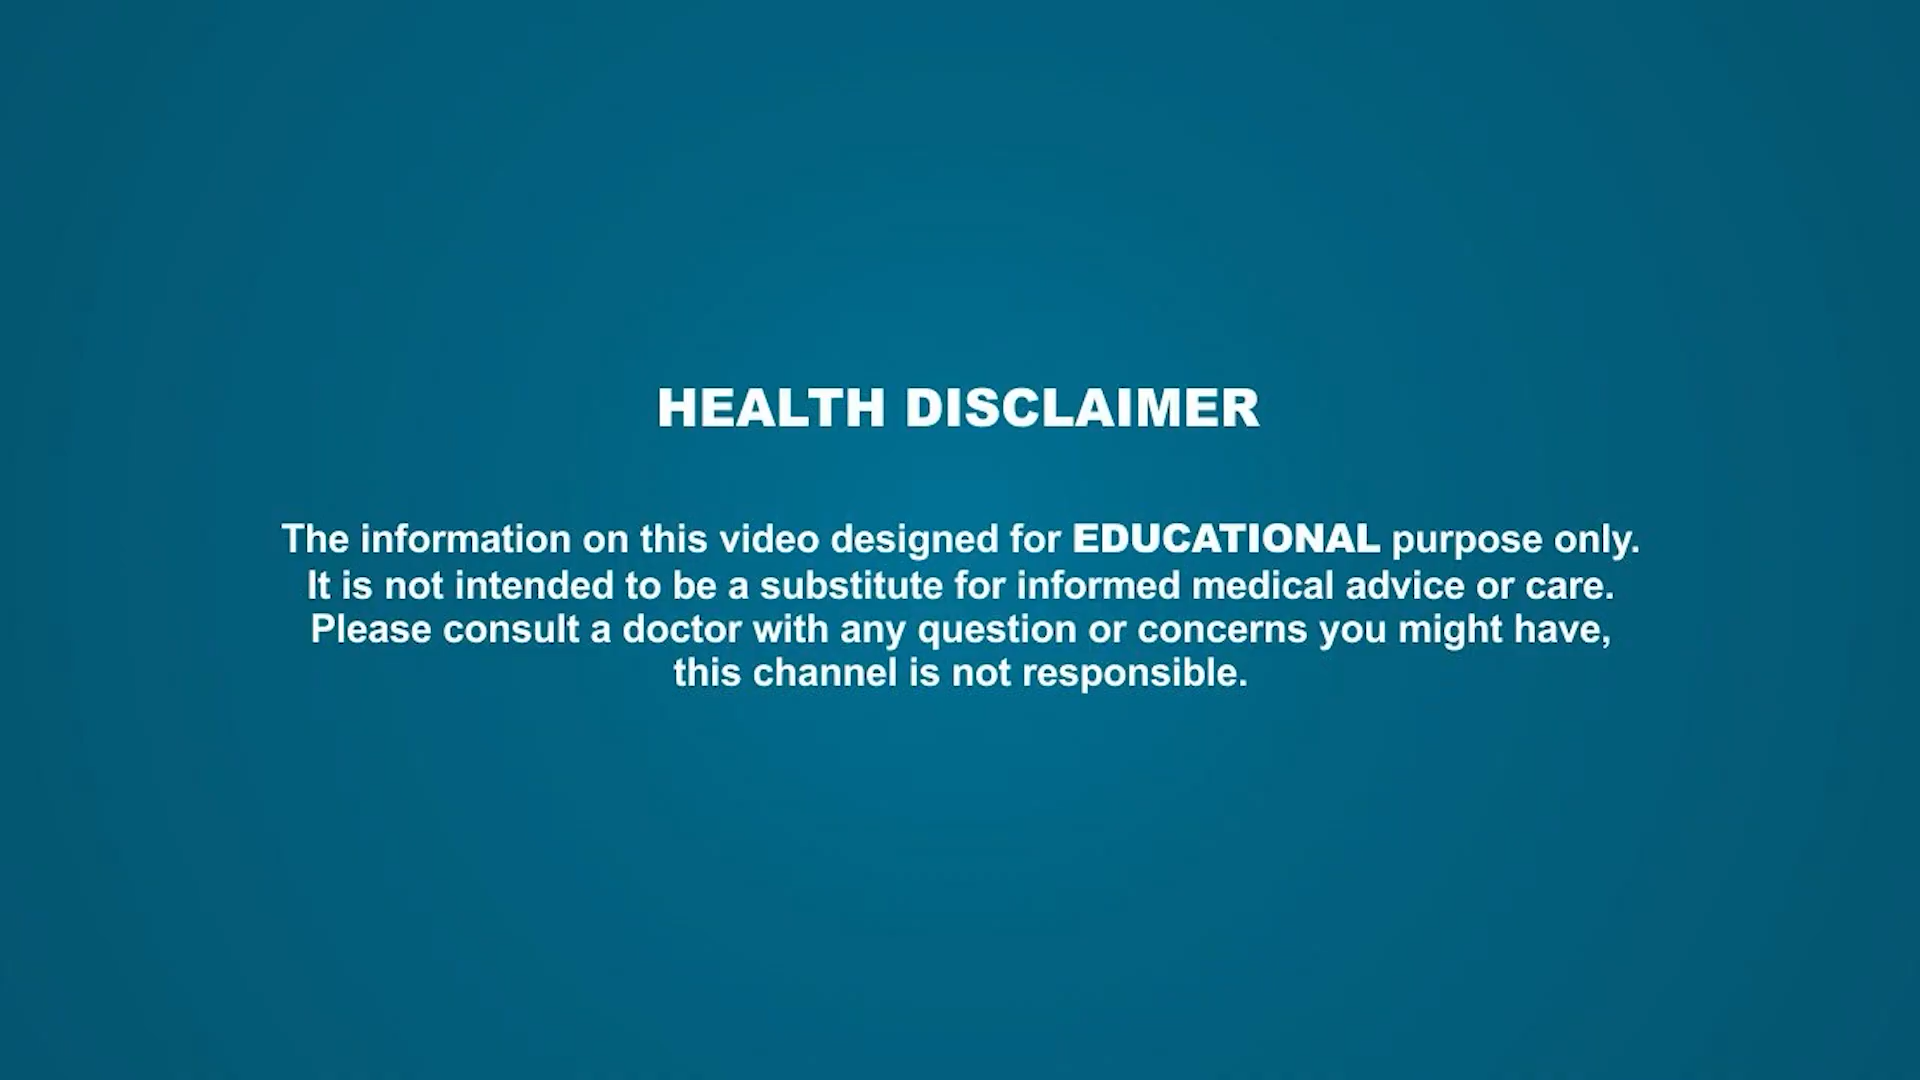 HEALTH DISCLAIMER
The information on this video designed for EDUCATIONAL purpose only.
It is not intended to be a substitute for informed medical advice or care.
Please consult a doctor with any question or concerns you might have,
this channel is not responsible.